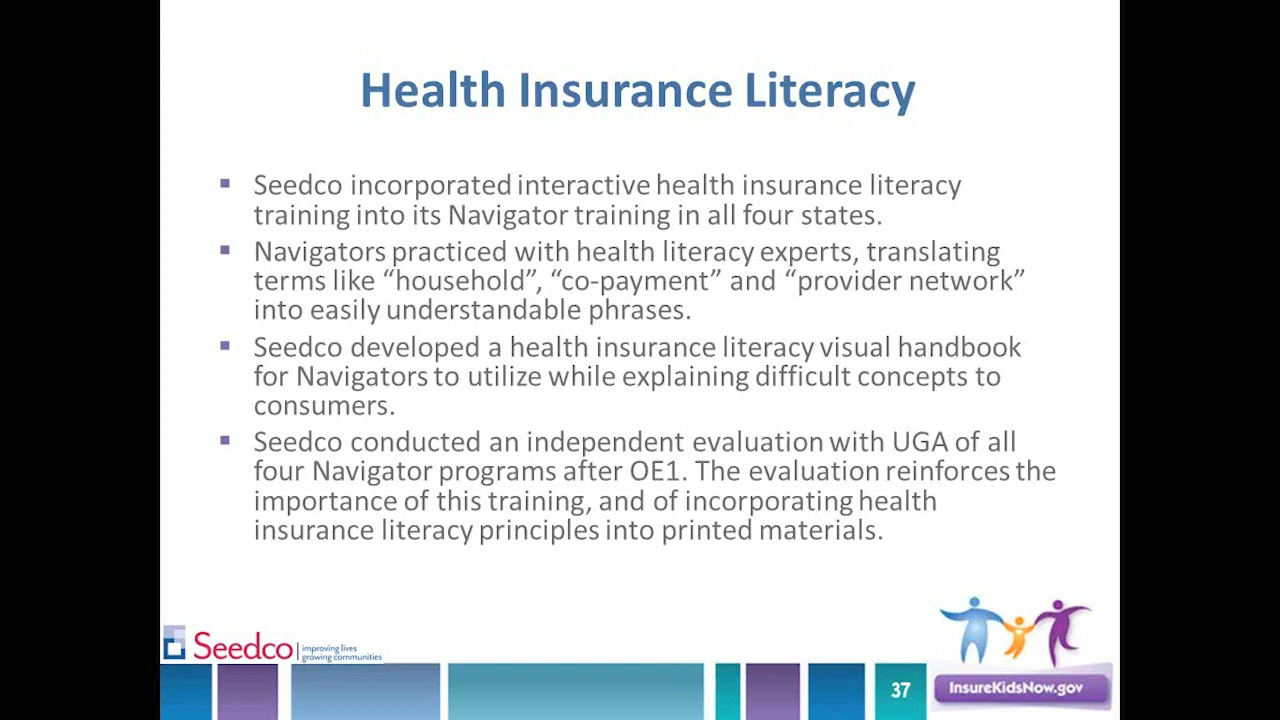 Health Insurance Literacy
Seedco incorporated interactive health insurance literacy
training into its Navigator training in all four states.
Navigators practiced with health literacy experts, translating
terms like “household”, “co-payment” and “provider network”
into easily understandable phrases.
Seedco developed a health insurance literacy visual handbook
for Navigators to utilize while explaining difficult concepts to
consumers.
Seedco conducted an independent evaluation with UGA of all
four Navigator programs after OE1. The evaluation reinforces the
importance of this training, and of incorporating health
insurance literacy principles into printed materials.
Seedco
improving lives
growing communities
37
InsureKidsNow.gov